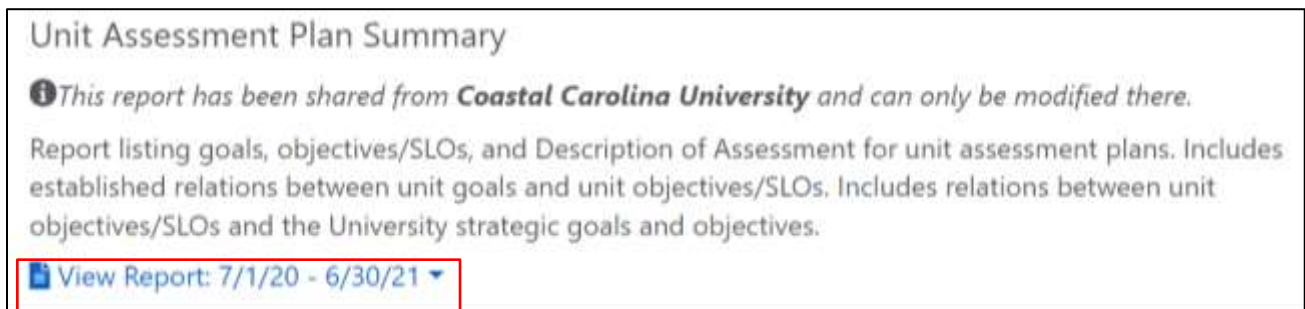 Unit Assessment Plan Summary
This report has been shared from Coastal Carolina University and can only be modified there.
Report listing goals, objectives/SLOs, and Description of Assessment for unit assessment plans. Includes
established relations between unit goals and unit objectives/SLOs. Includes relations between unit
objectives/SLOs and the University strategic goals and objectives.
View Report: 7/1/20 - 6/30/21